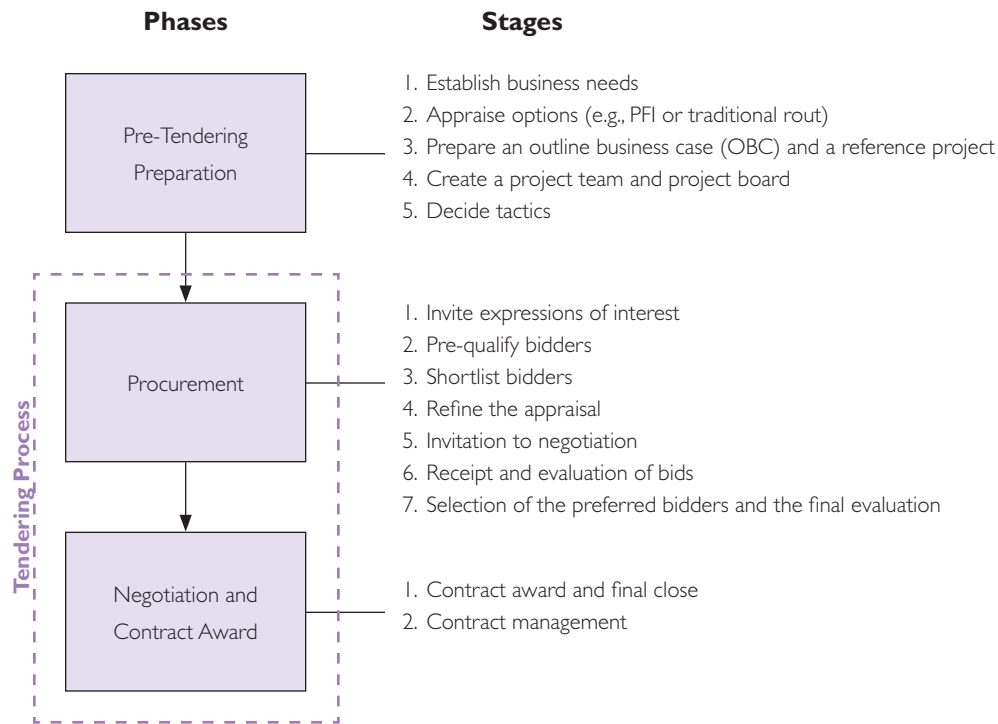 Phases
Stages
Pre-Tendering
Preparation
1. Establish business needs
2. Appraise options (e.g., PFI or traditional rout)
3. Prepare an outline business case (OBC) and a reference project
4. Create a project team and project board
5. Decide tactics
Tendering Process
Procurement
1. Invite expressions of interest
2. Pre-qualify bidders
3. Shortlist bidders
4. Refine the appraisal
5. Invitation to negotiation
6. Receipt and evaluation of bids
7. Selection of the preferred bidders and the final evaluation
Negotiation and
Contract Award
1. Contract award and final close
2. Contract management